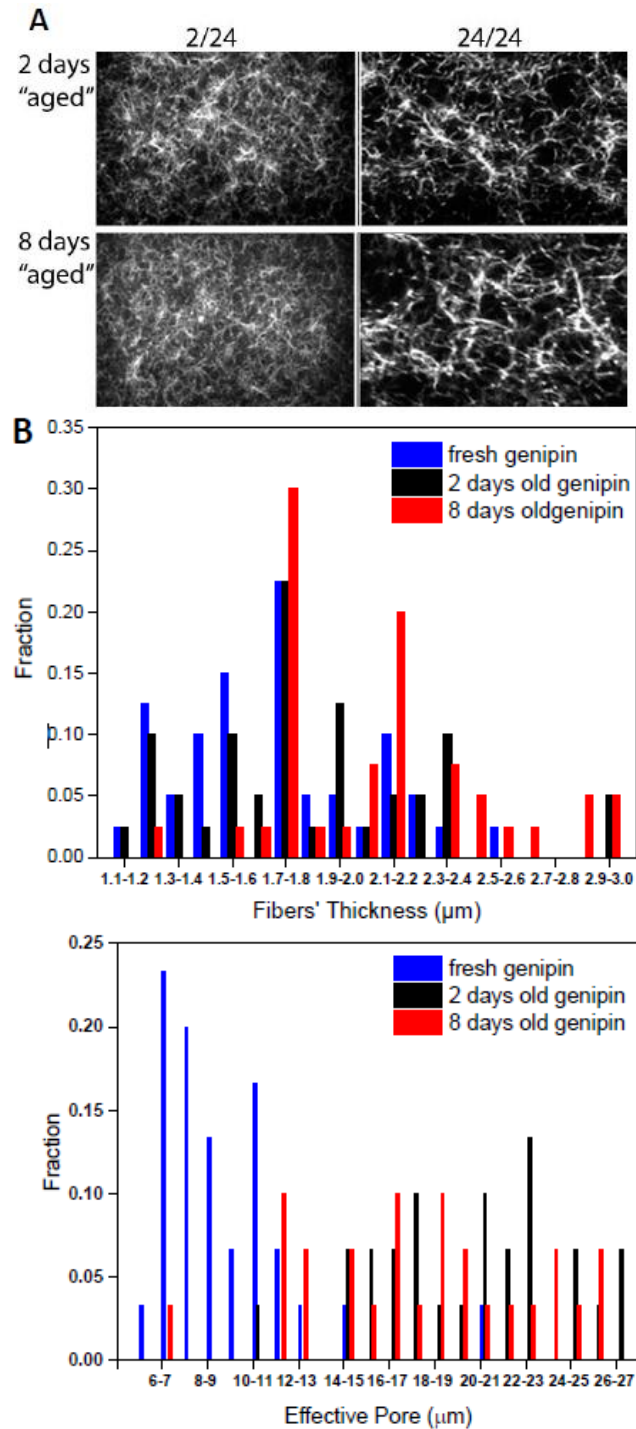 A
2/24 24/24
2 days
“aged”
8 days
“aged”
B
0.35
0.30
0.25
0.20
0.15
0.10
0.05
0.00
Fraction
fresh genipin
2 days old genipin
8 days oldgenipin
1.1-1.2 1.3-1.4 1.5-1.6 1.7-1.8 1.9-2.0 2.1-2.2 2.3-2.4 2.5-2.6 2.7-2.8 2.9-3.0
Fibers' Thickness (µm)
0.25
0.20
0.15
0.10
0.05
0.00
Fraction
fresh genipin
2 days old genipin
8 days old genipin
6-7 8-9 10-11 12-13 14-15 16-17 18-19 20-21 22-23 24-25 26-27
Effective Pore (µm)